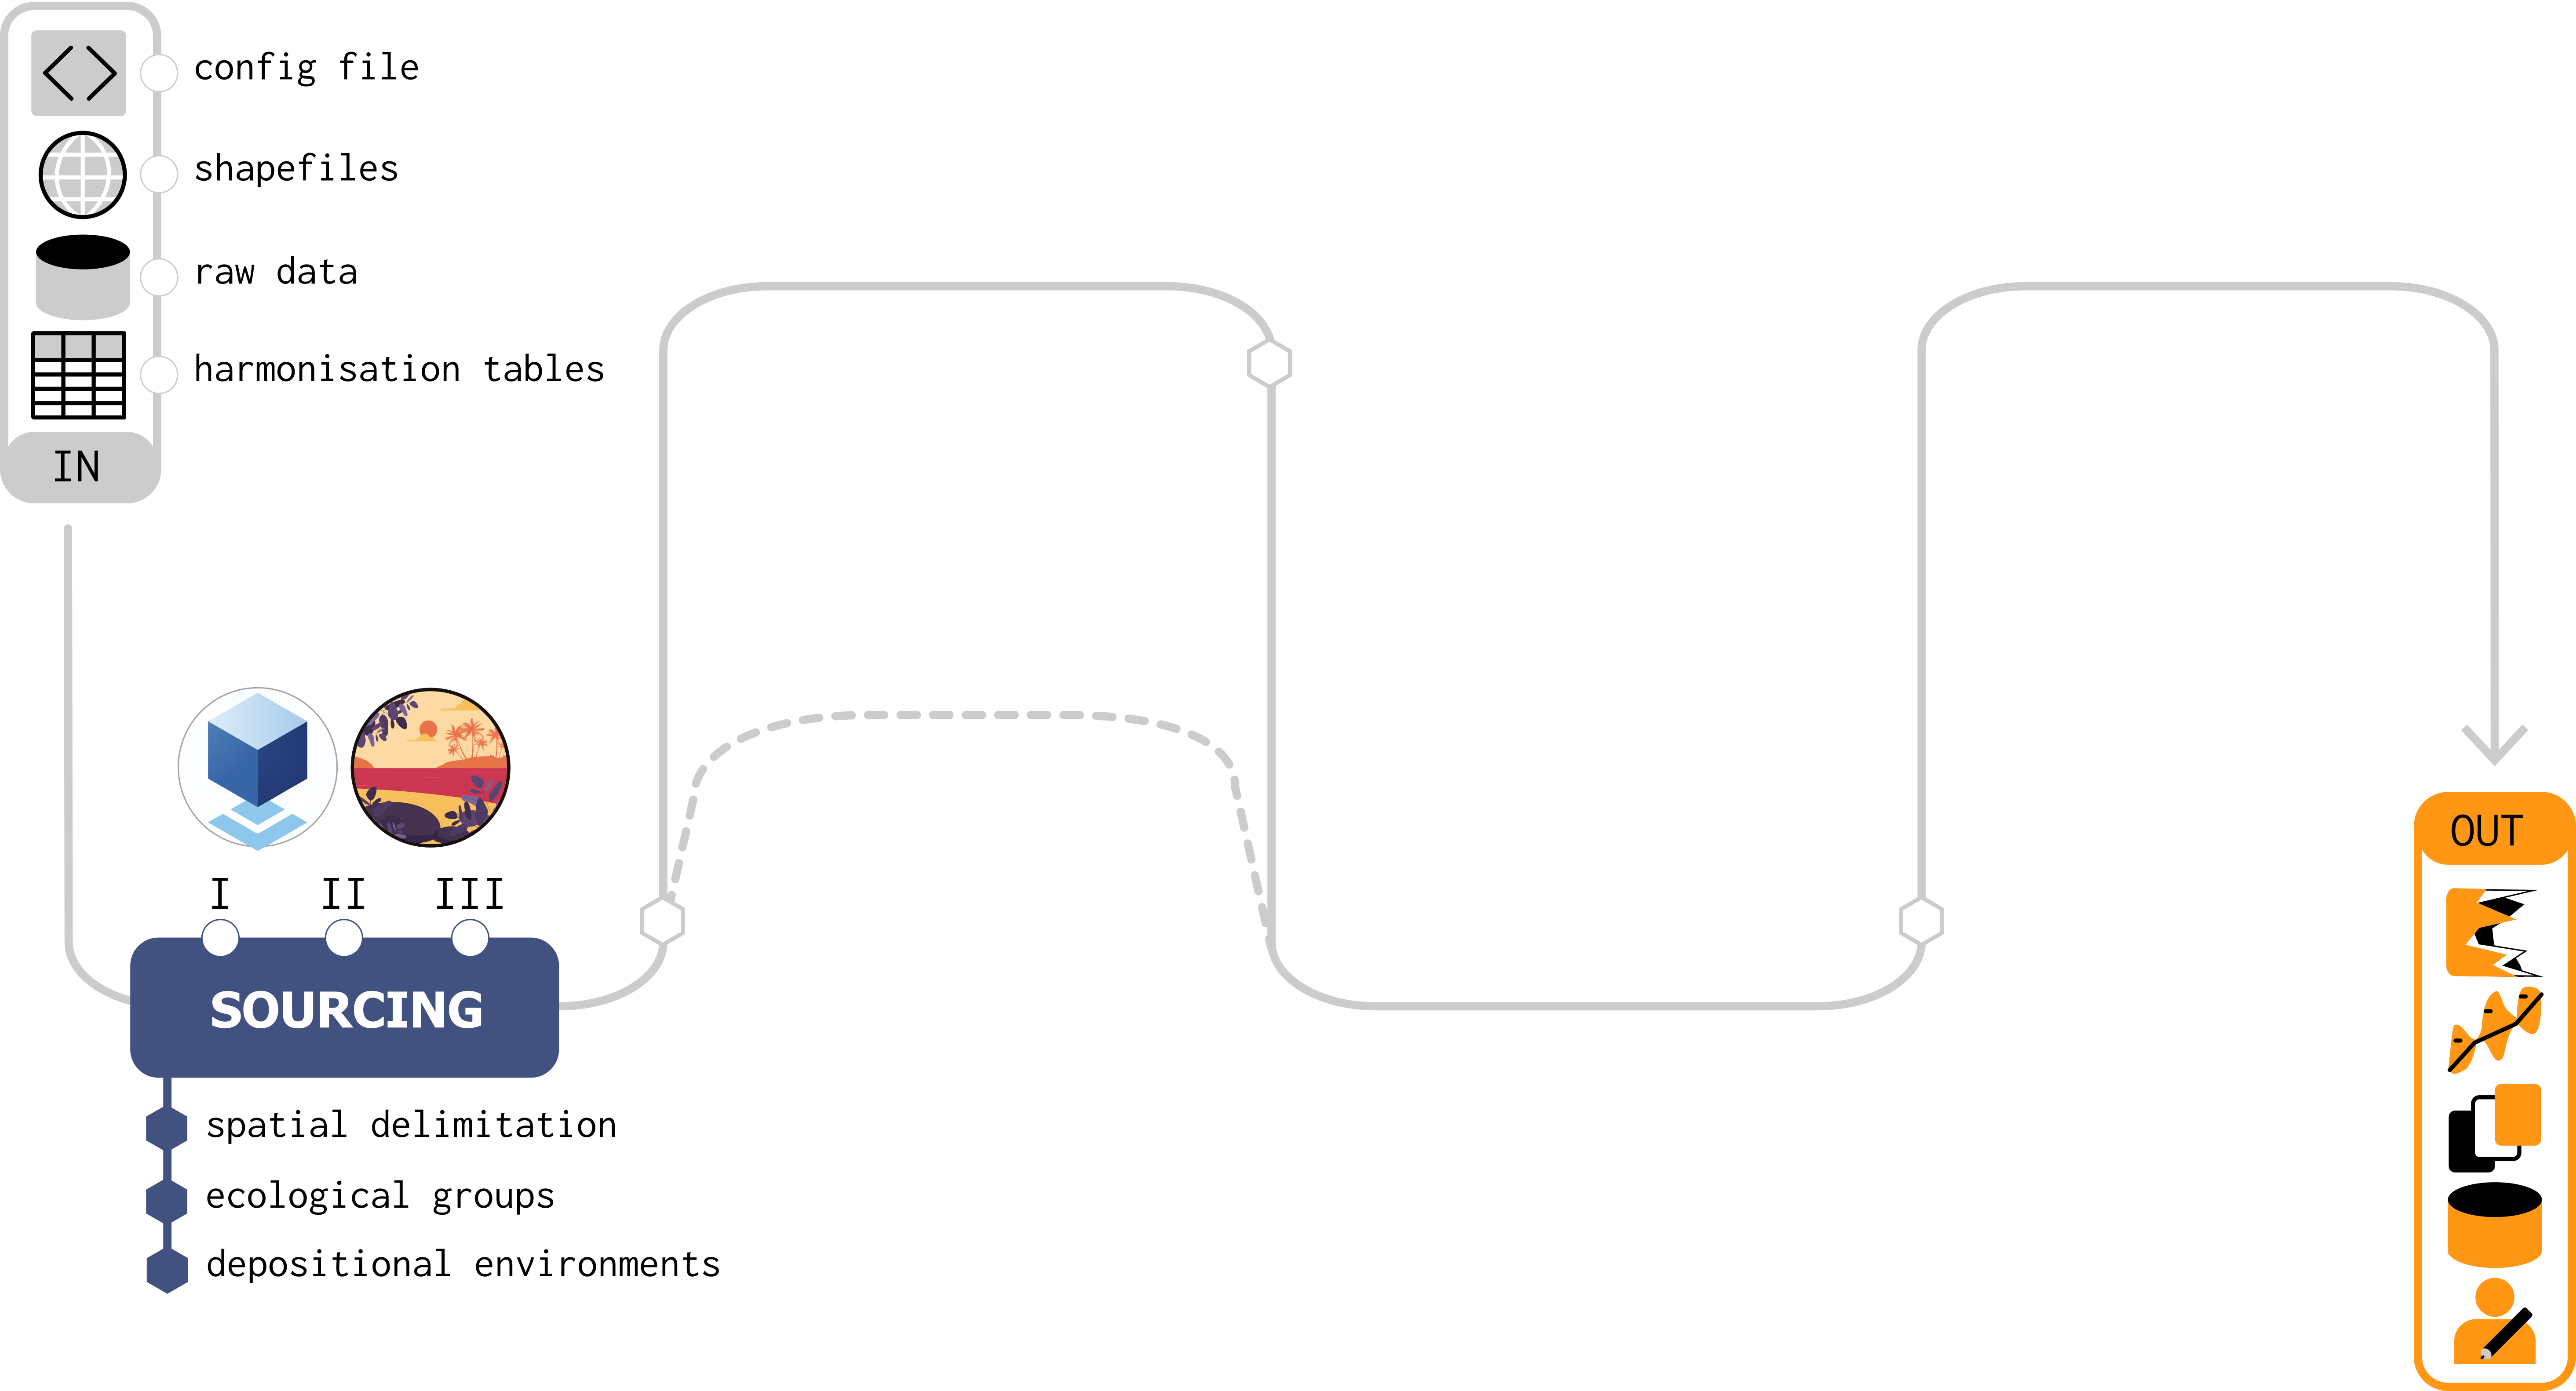 config file
shapefiles
raw data
harmonisation tables
IN
I II III
SOURCING
spatial delimitation
ecological groups
depositional environments
OUT